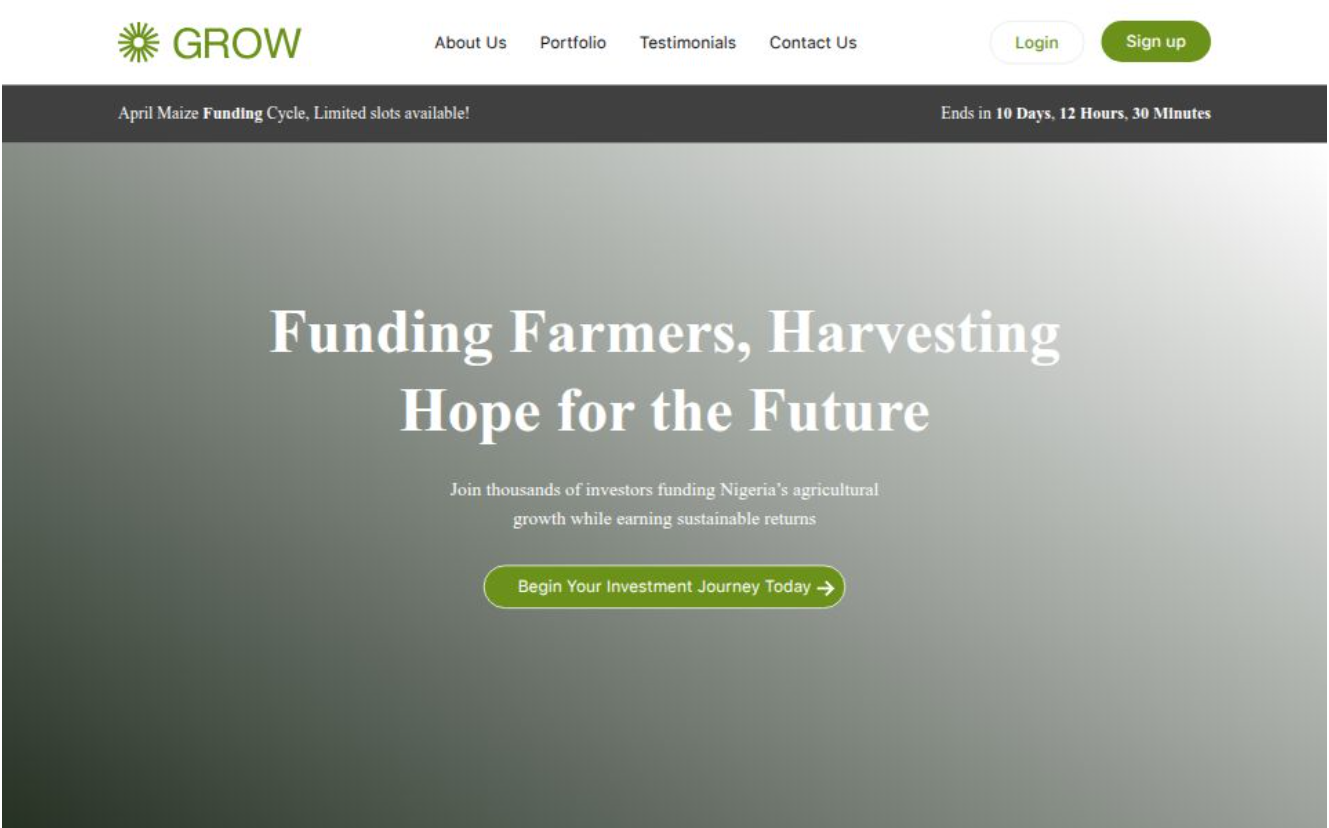 GROW
About Us Portfolio Testimonials Contact Us Login Sign up
April Maize Funding Cycle, Limited slots available! Ends in 10 Days, 12 Hours, 30 MInutes
Funding Farmers, Harvesting
Hope for the Future
Join thousands of investors funding Nigeria’s agricultural
growth while earning sustainable returns
Begin Your Investment Journey Today →